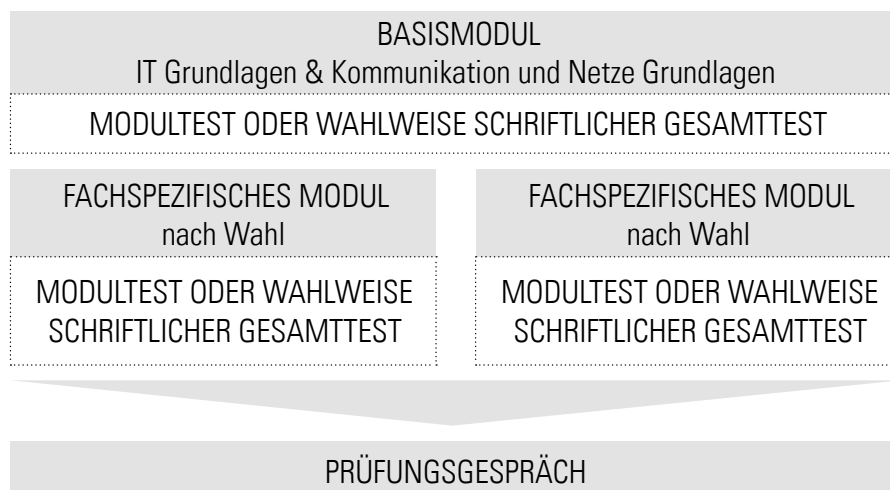 BASISMODUL
IT Grundlagen & Kommunikation und Netze Grundlagen
MODULTEST ODER WAHLWEISE SCHRIFTLICHER GESAMTTEST
FACHSPEZIFISCHES MODUL
nach Wahl
MODULTEST ODER WAHLWEISE
SCHRIFTLICHER GESAMTTEST
FACHSPEZIFISCHES MODUL
nach Wahl
MODULTEST ODER WAHLWEISE
SCHRIFTLICHER GESAMTTEST
PRÜFUNGSGESPRÄCH